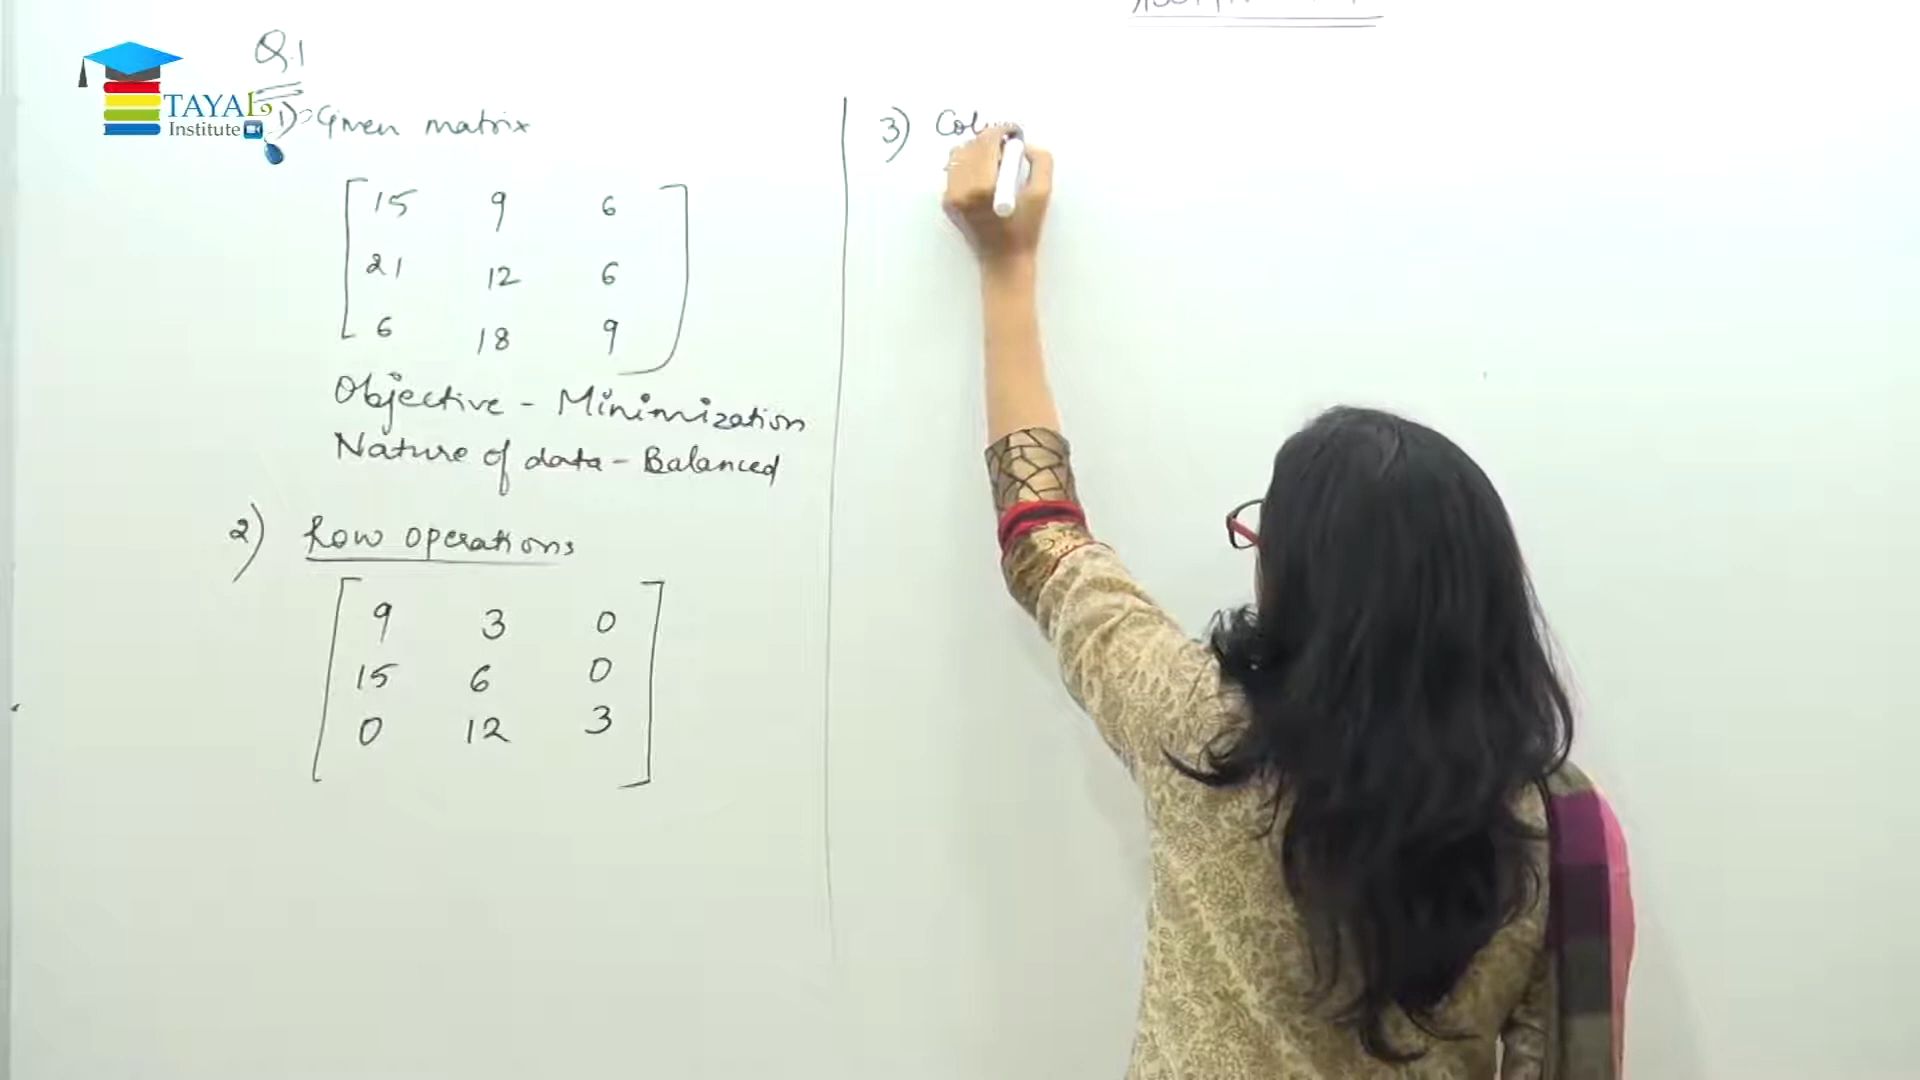 Q.1
TAYAL
Institute
1) Given matrix
15 9 6
21 12 6
6 18 9
Objective - Minimization
Nature of data - Balanced
2) Row operations
9 3 0
15 6 0
0 12 3
3) Colu